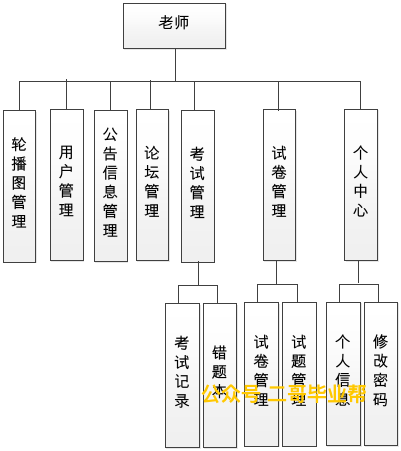 老师
轮播图管理
用户管理
公告信息管理
论坛管理
考试管理
试卷管理
个人中心
考试记录
错题本
试卷管理
试题管理
个人信息
修改密码
公众号:二哥毕业帮